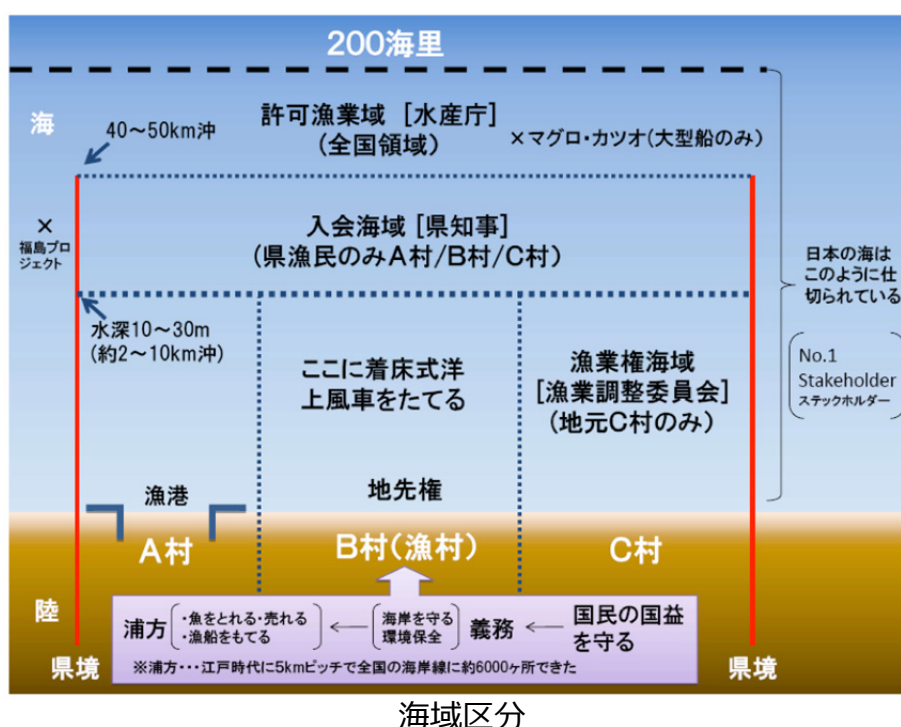 200海里
海
40～50km沖
許可漁業域 [水産庁]
(全国領域)
×マグロ・カツオ(大型船のみ)
×
福島プロ
ジェクト
入会海域 [県知事]
(県漁民のみA村/B村/C村)
日本の海は
このように仕
切られている
水深10～30m
(約2～10km沖)
ここに着床式洋
上風車をたてる
漁業権海域
[漁業調整委員会]
(地元C村のみ)
No.1
Stakeholder
ステックホルダー
漁港
地先権
A村
B村(漁村)
C村
陸
浦方
・魚をとれる・売れる
・漁船をもてる
海岸を守る
環境保全
義務
国民の国益
を守る
※浦方・・・江戸時代に5kmピッチで全国の海岸線に約6000ヶ所できた
県境
県境
海域区分